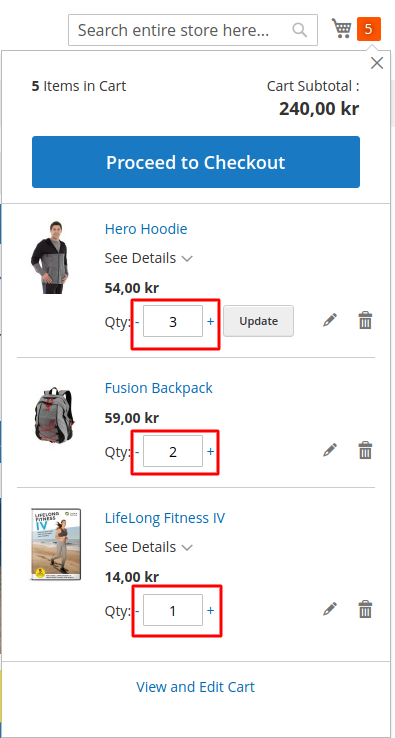 Search entire store here...
5
5 Items in Cart
Cart Subtotal :
240,00 kr
Proceed to Checkout
Hero Hoodie
See Details
54,00 kr
Qty: - 3 + Update
Fusion Backpack
59,00 kr
Qty: - 2 +
LIFELONG
FITNESS
IV
LifeLong Fitness IV
See Details
14,00 kr
Qty: - 1 +
View and Edit Cart